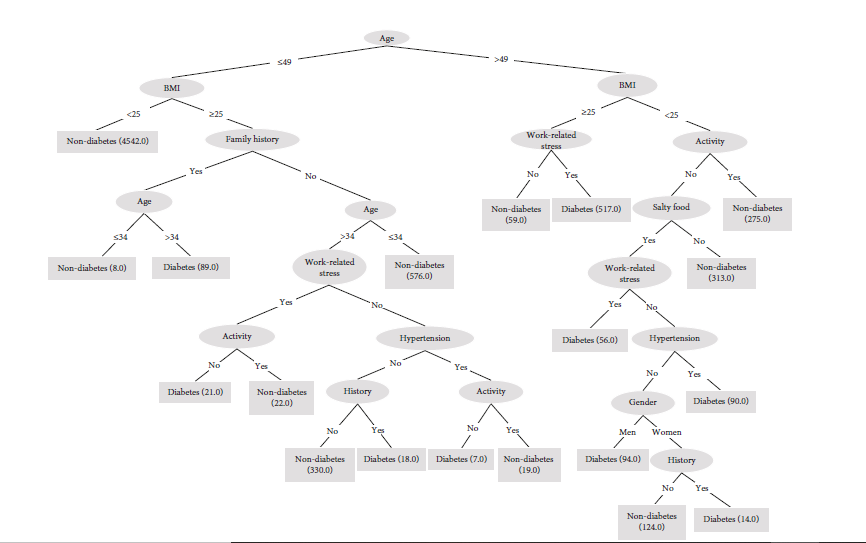 Age
≤49
>49
BMI
BMI
<25
≥25
≥25
<25
Non-diabetes (4542.0)
Family history
Work-related
stress
Activity
Yes
No
No
Yes
No
Yes
Age
Age
Non-diabetes
(59.0)
Diabetes (517.0)
Salty food
Non-diabetes
(275.0)
≤34
>34
>34
≤34
Yes
No
Non-diabetes (8.0)
Diabetes (89.0)
Work-related
stress
Non-diabetes
(576.0)
Work-related
stress
Non-diabetes
(313.0)
Yes
No
Yes
No
Activity
Hypertension
Diabetes (56.0)
Hypertension
No
Yes
No
Yes
No
Yes
Diabetes (21.0)
Non-diabetes
(22.0)
History
Activity
Gender
Diabetes (90.0)
No
Yes
No
Yes
Men
Women
Non-diabetes
(330.0)
Diabetes (18.0)
Diabetes (7.0)
Non-diabetes
(19.0)
Diabetes (94.0)
History
No
Yes
Non-diabetes
(124.0)
Diabetes (14.0)